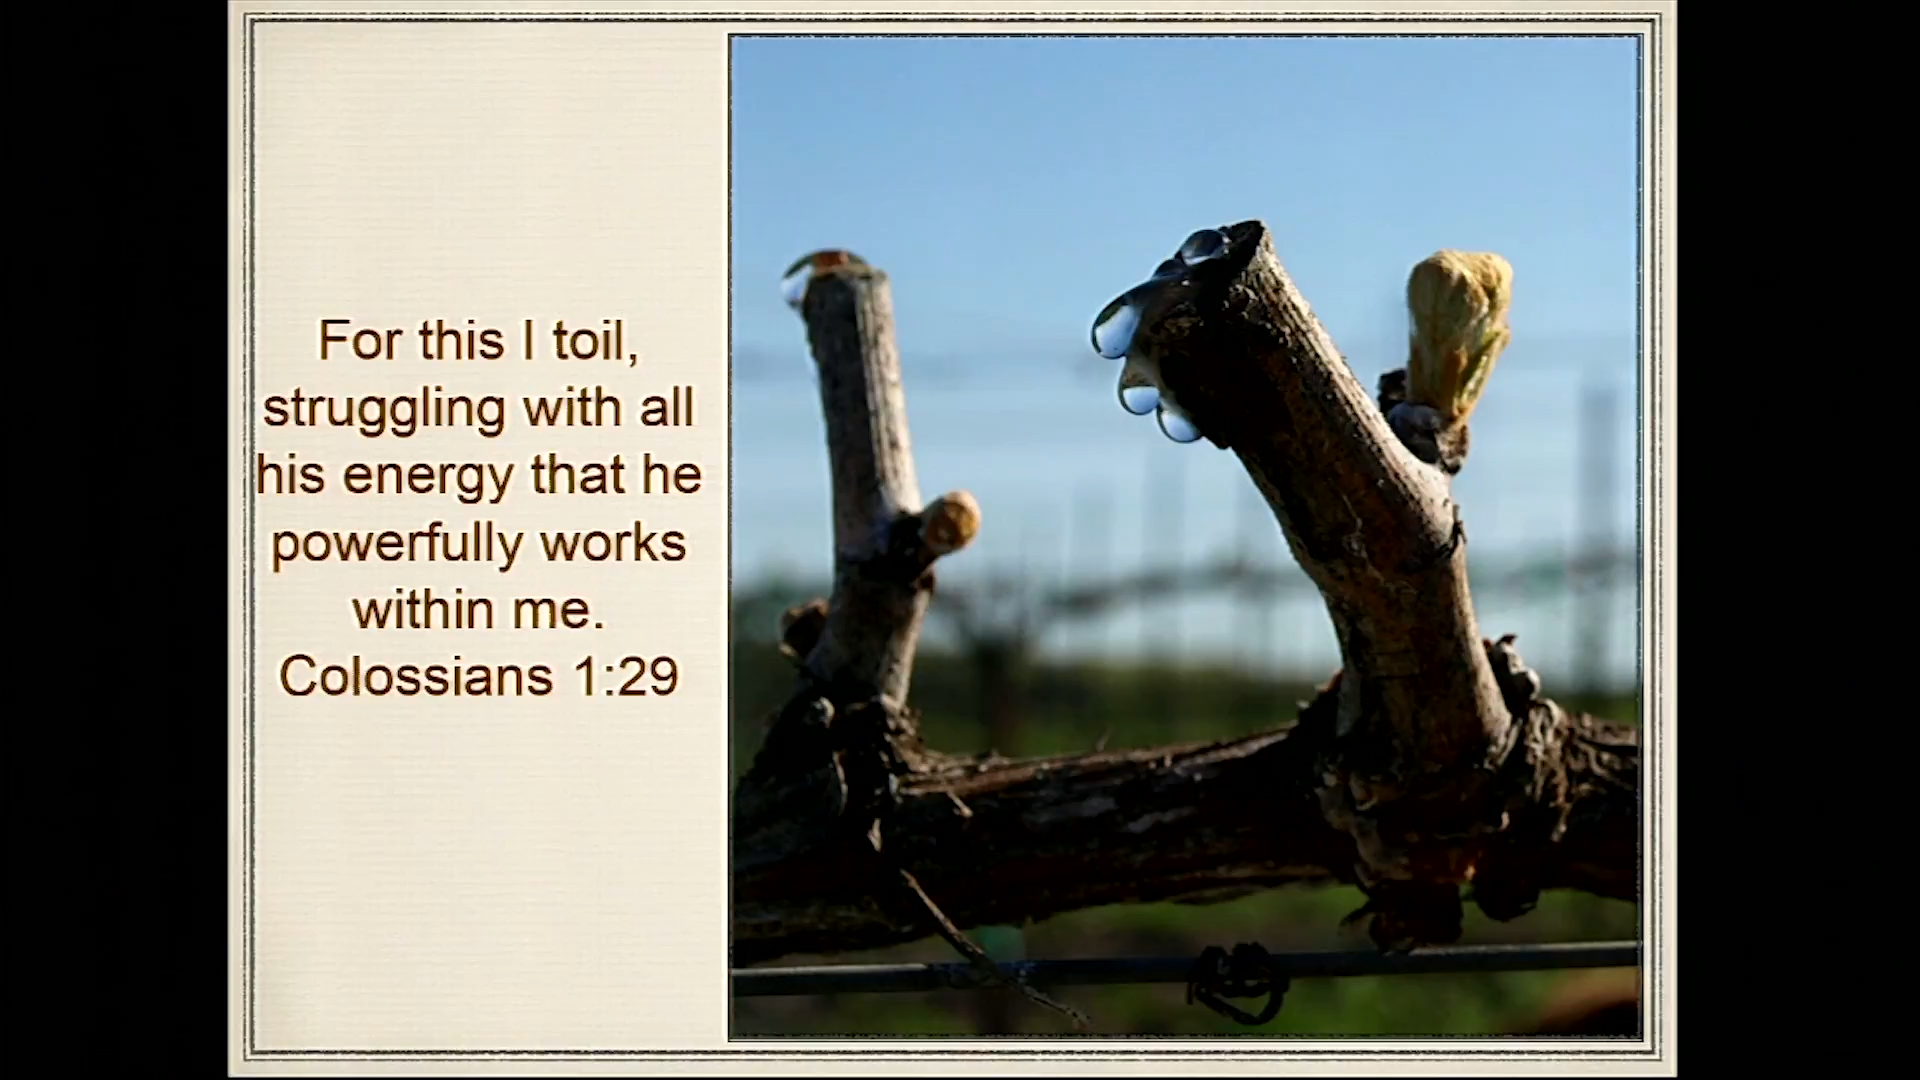 For this I toil,
struggling with all
his energy that he
powerfully works
within me.
Colossians 1:29